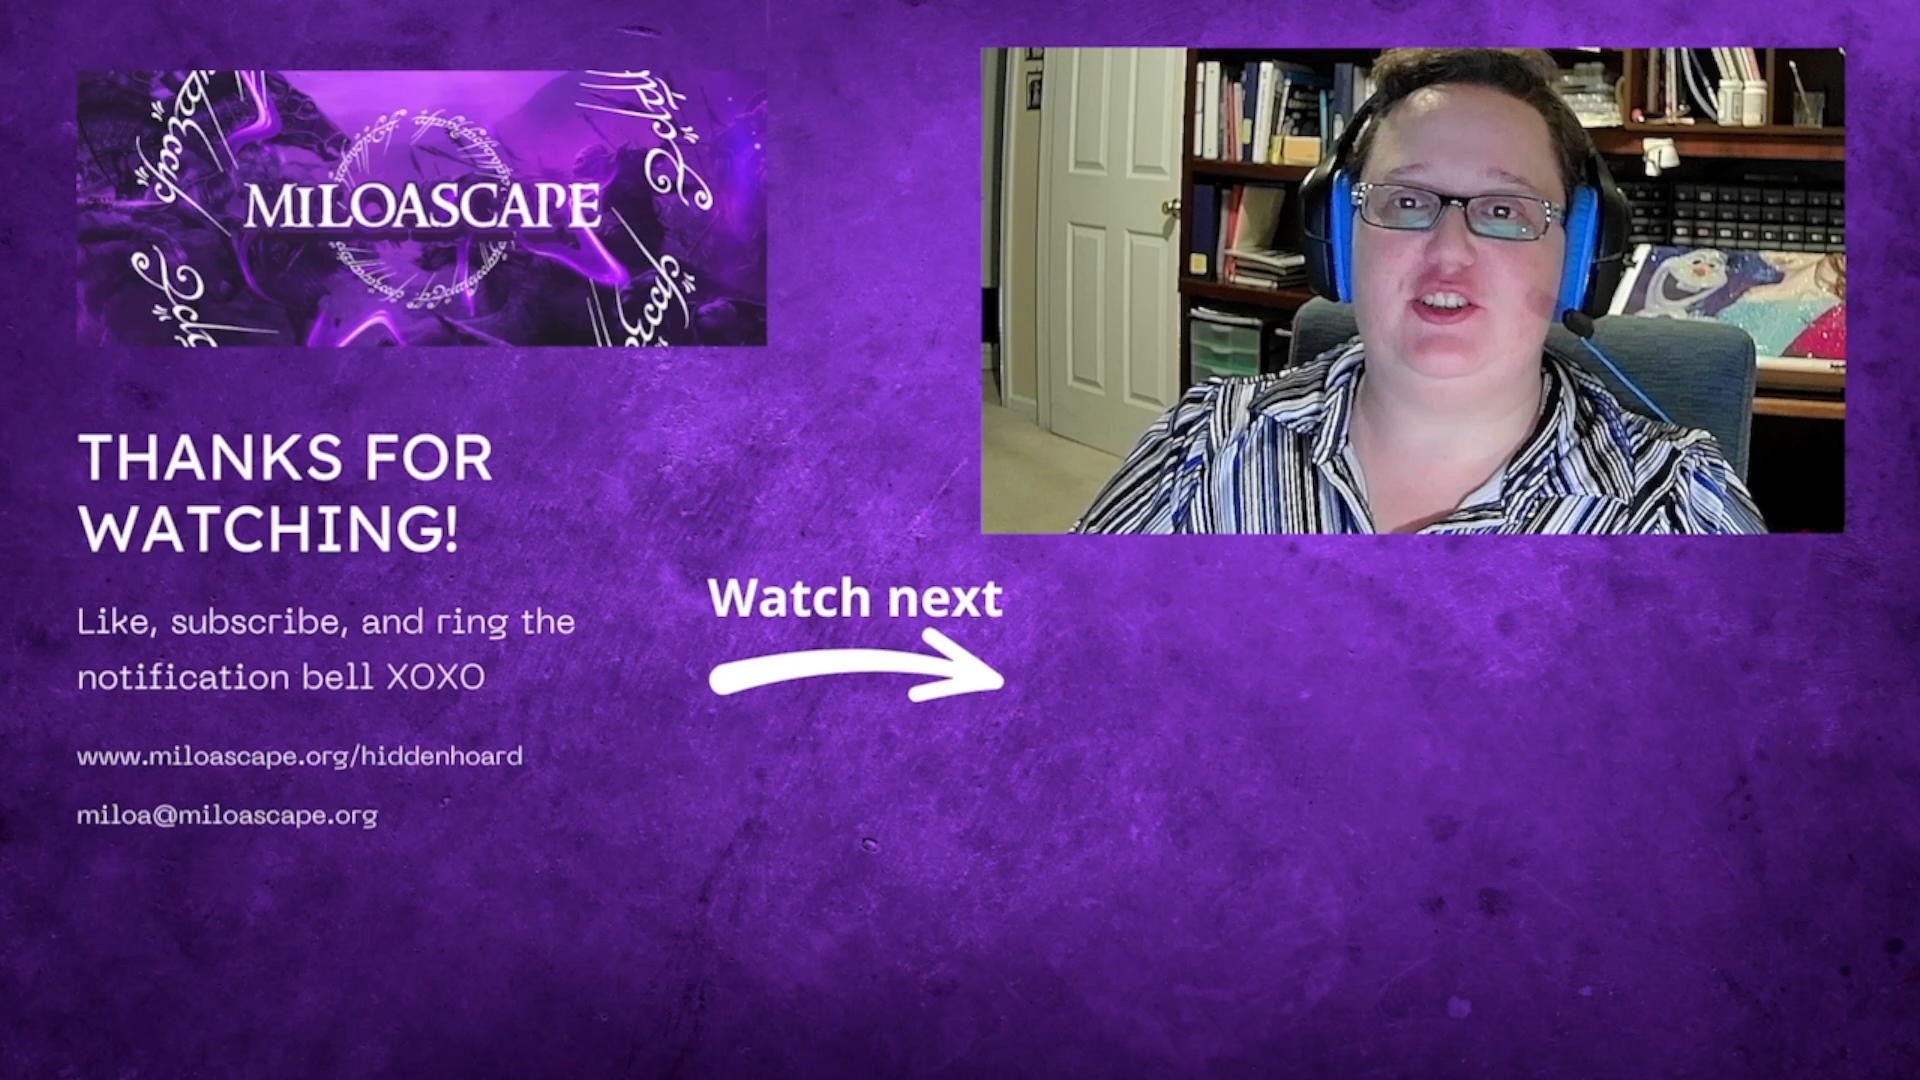 MILOASCAPE
THANKS FOR
WATCHING!
Like, subscribe, and ring the
notification bell XOXO
www.miloascape.org/hiddenhoard
miloa@miloascape.org
Watch next